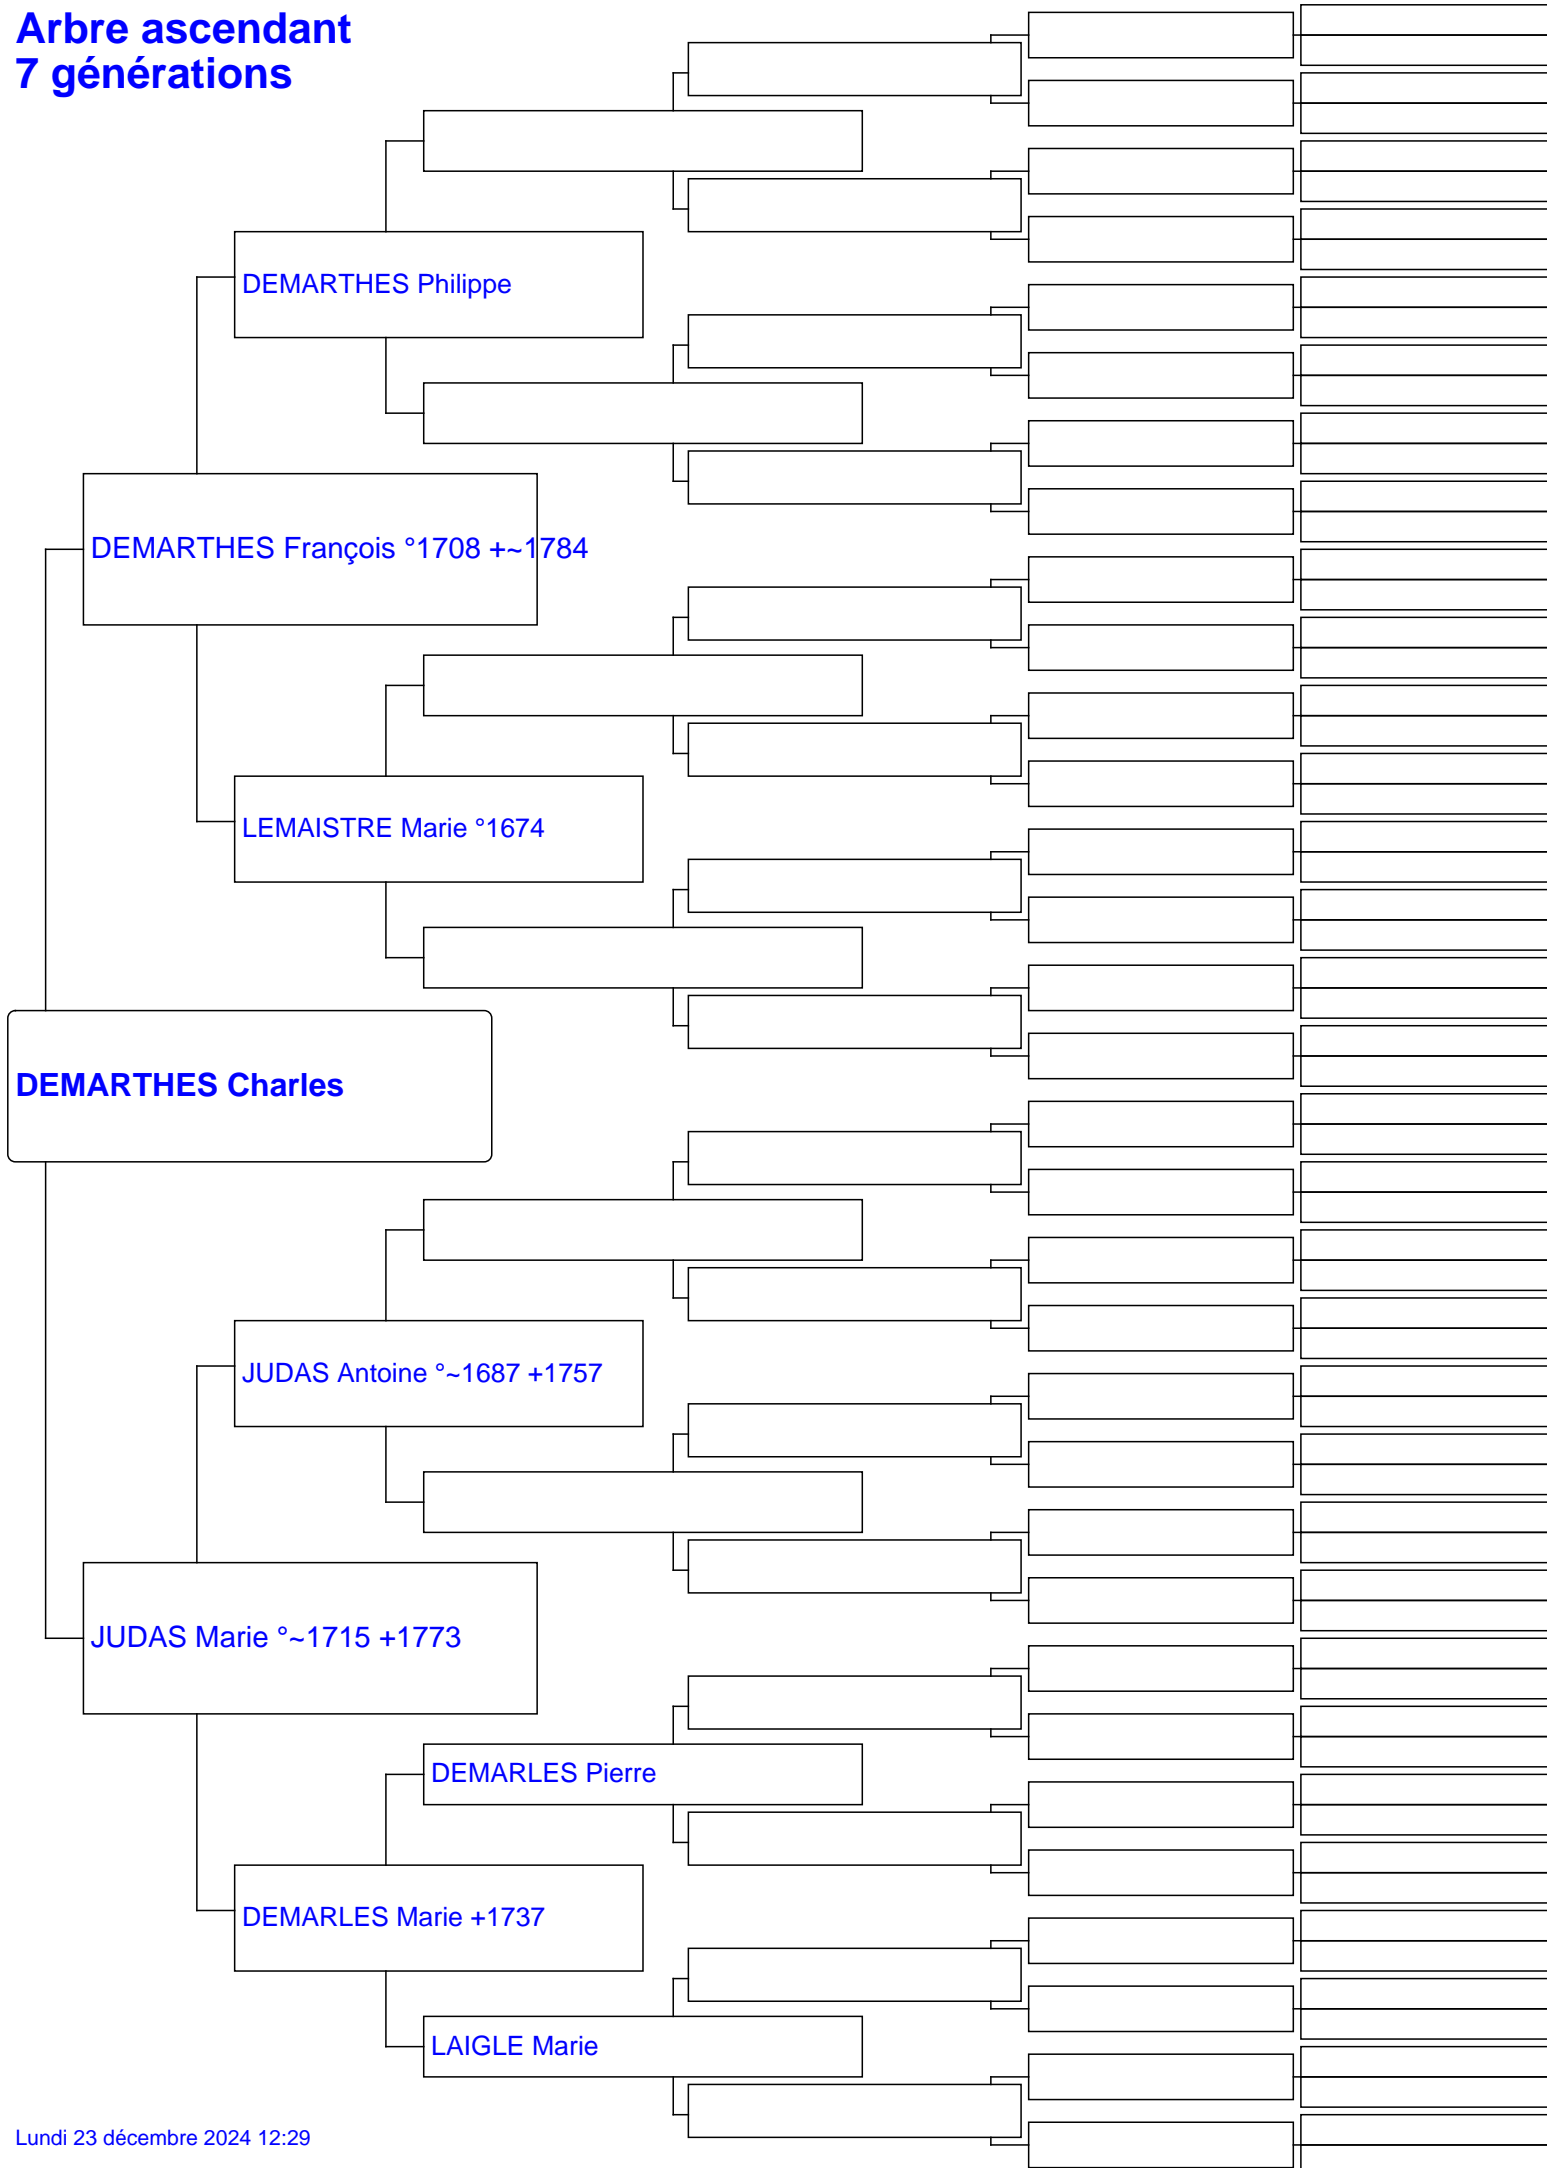 Arbre ascendant
7 générations
DEMARTHES Philippe
DEMARTHES François °1708 +~1784
LEMAISTRE Marie °1674
DEMARTHES Charles
JUDAS Antoine °~1687 +1757
JUDAS Marie °~1715 +1773
DEMARLES Pierre
DEMARLES Marie +1737
LAIGLE Marie
Lundi 23 décembre 2024 12:29